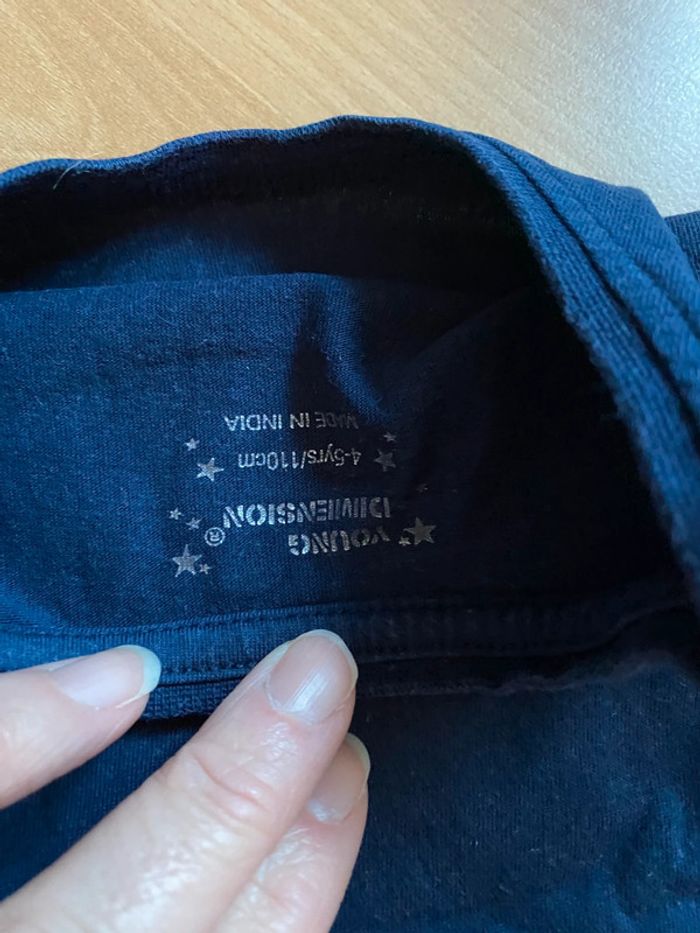 YOUNG
DIMENSION®
4-5yrs/110cm
MADE IN INDIA